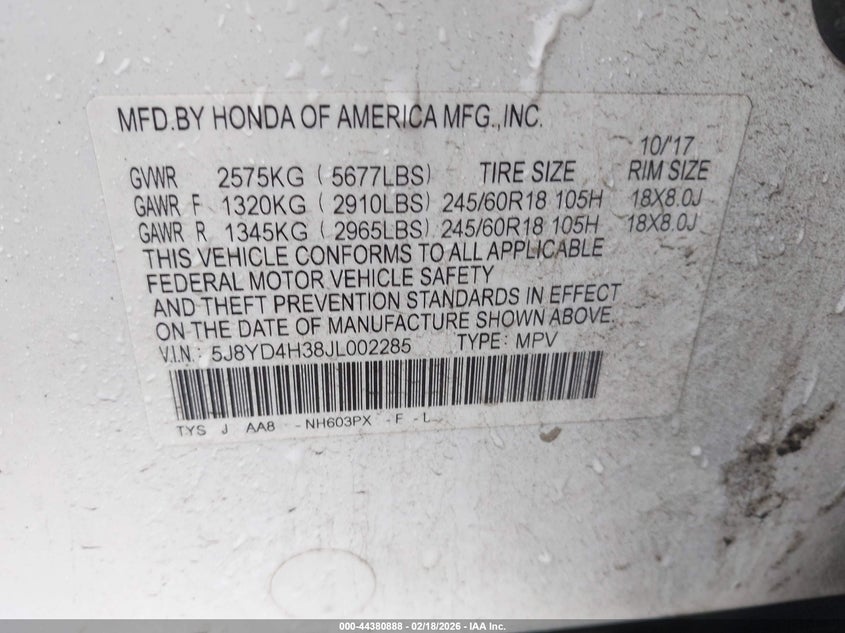 MFD.BY HONDA OF AMERICA MFG.,INC.
10/'17
GVWR 2575KG (5677LBS) TIRE SIZE RIM SIZE
GAWR F 1320KG (2910LBS) 245/60R18 105H 18X8.0J
GAWR R 1345KG (2965LBS) 245/60R18 105H 18X8.0J
THIS VEHICLE CONFORMS TO ALL APPLICABLE
FEDERAL MOTOR VEHICLE SAFETY
AND THEFT PREVENTION STANDARDS IN EFFECT
ON THE DATE OF MANUFACTURE SHOWN ABOVE.
V.I.N.: 5J8YD4H38JL002285 TYPE: MPV
TYS J AA8 -NH603PX -F -L
000-44380888 - 02/18/2026 - IAA Inc.